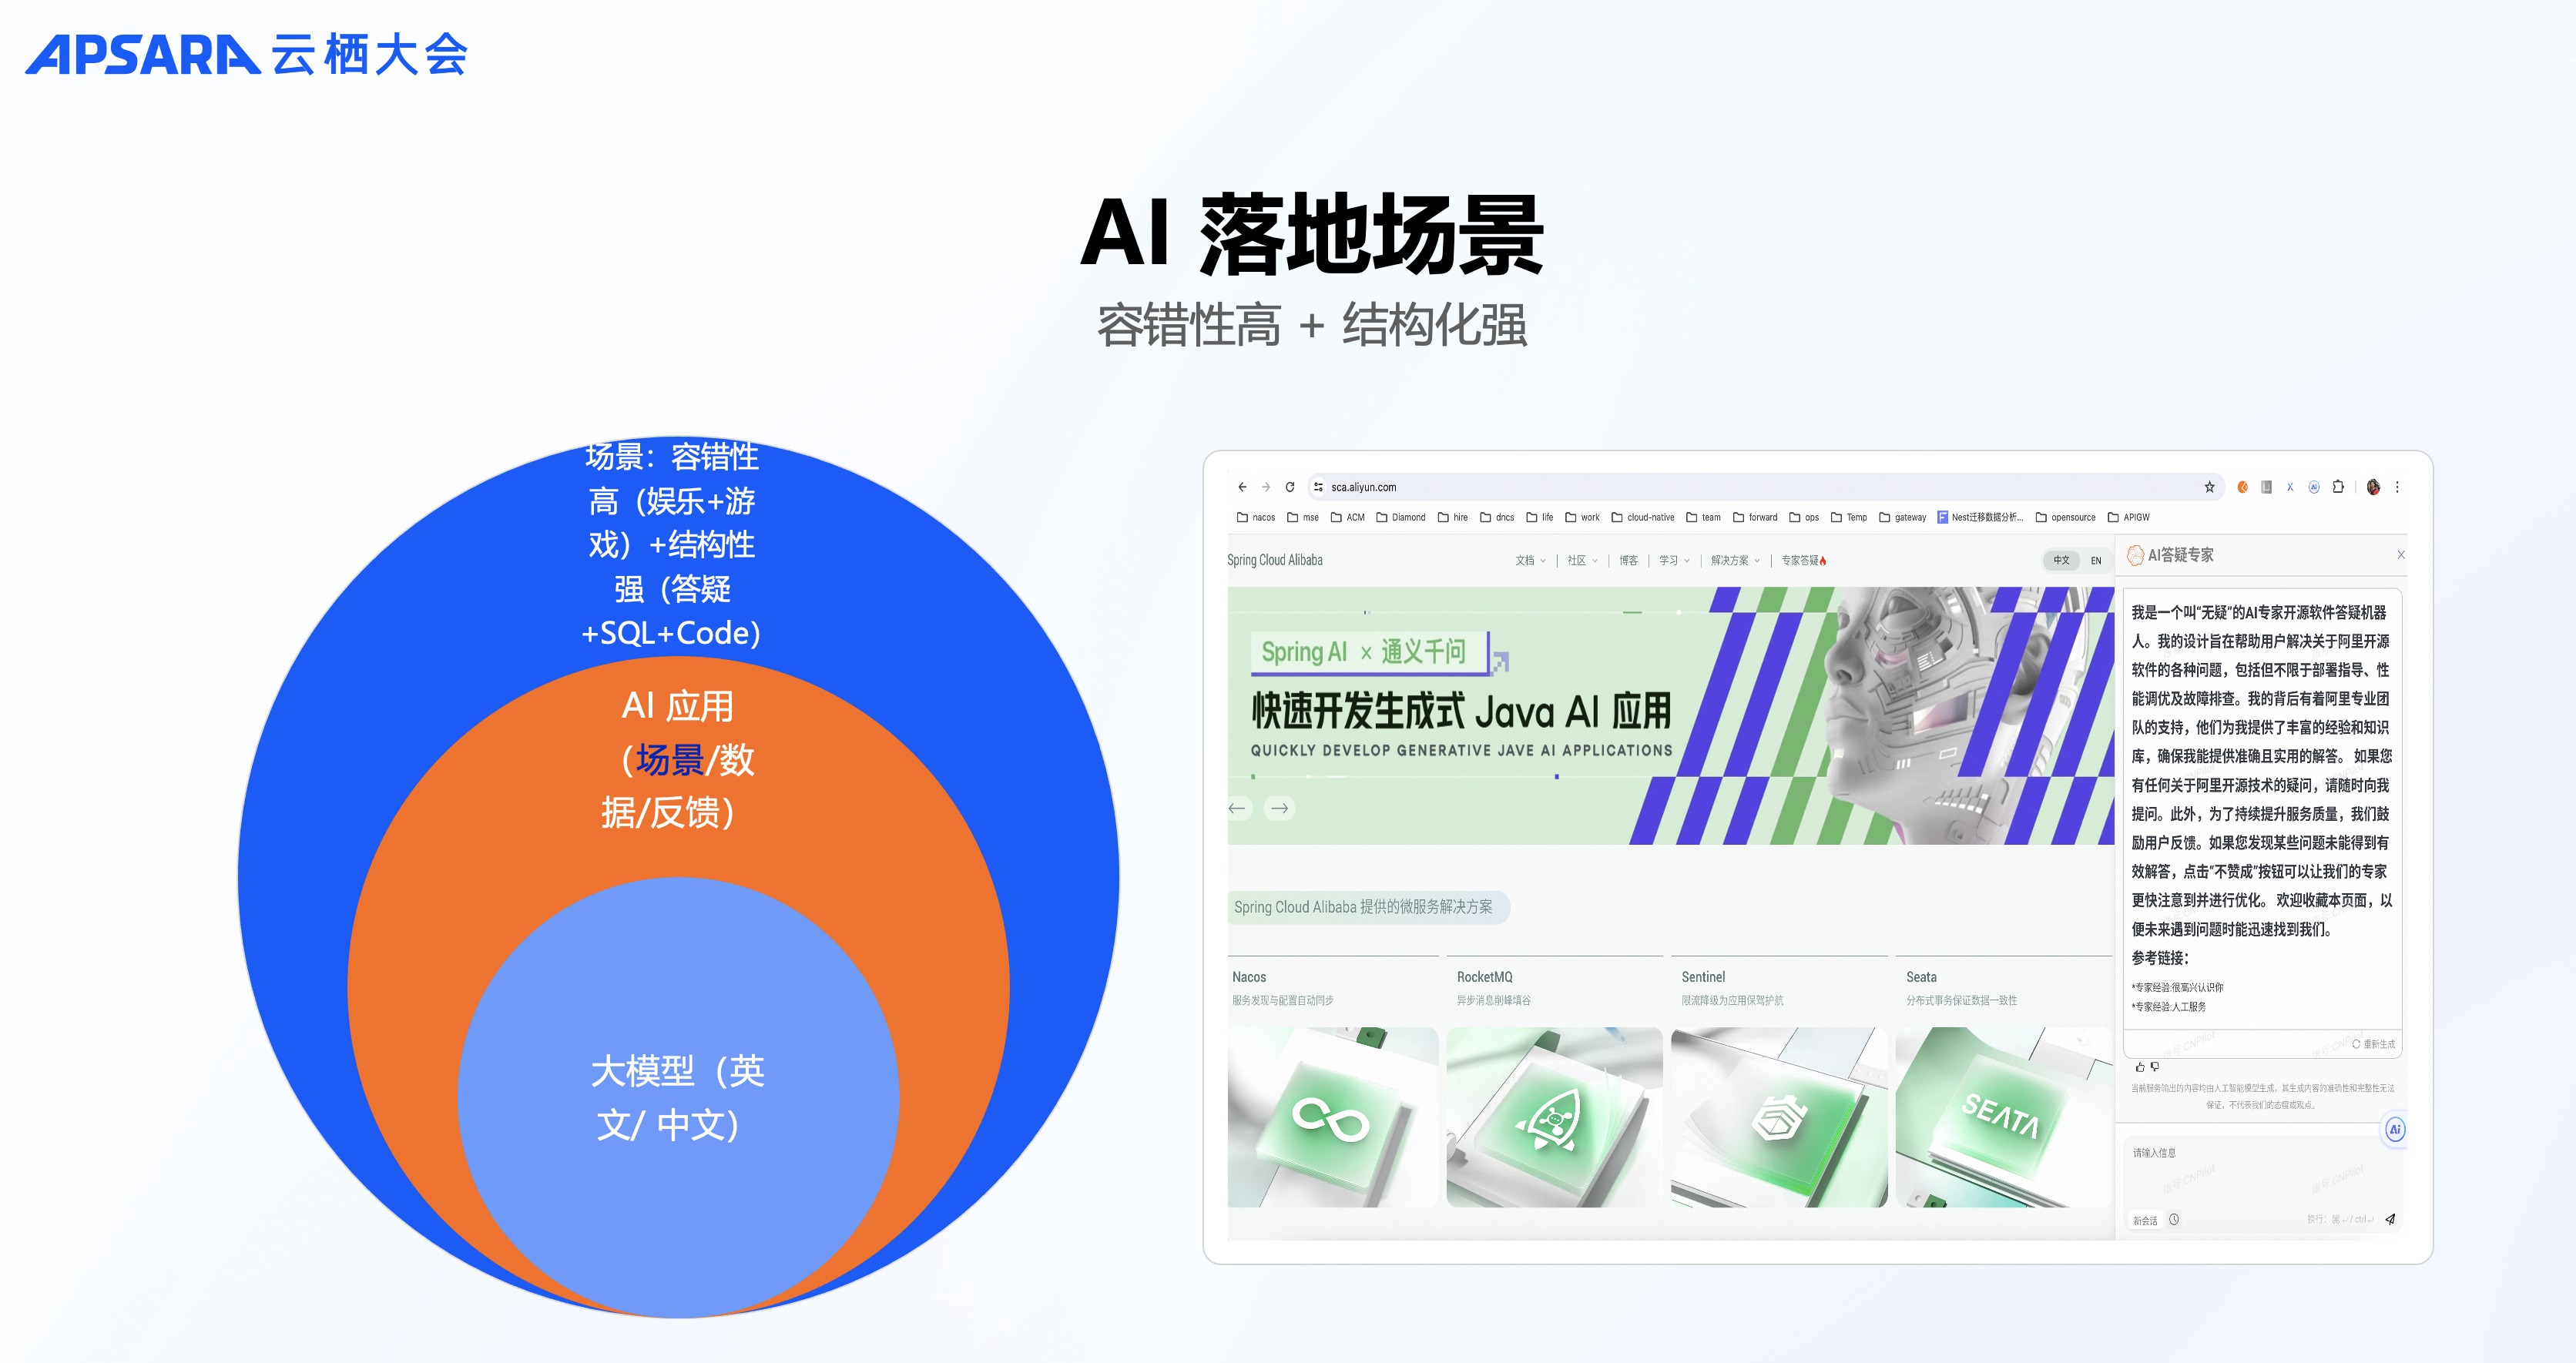 APSARA 云栖大会
AI 落地场景
容错性高 + 结构化强
场景：容错性
高（娱乐+游
戏）+结构性
强（答疑
+SQL+Code)
AI 应用
（场景/数
据/反馈）
大模型（英
文/ 中文）
sca.aliyun.com
nacos mse ACM Diamond hire dncs life work cloud-native team forward ops Temp gateway Nest迁移数据分析... opensource APIGW
Spring Cloud Alibaba
文档 社区 博客 学习 解决方案 专家答疑
中文 EN
Spring AI × 通义千问
快速开发生成式 Java AI 应用
QUICKLY DEVELOP GENERATIVE JAVE AI APPLICATIONS
Spring Cloud Alibaba 提供的微服务解决方案
Nacos
服务发现与配置自动同步
RocketMQ
异步消息削峰填谷
Sentinel
限流降级为应用保驾护航
Seata
分布式事务保证数据一致性
SEATA
AI答疑专家
我是一个叫“无疑”的AI专家开源软件答疑机器
人。我的设计旨在帮助用户解决关于阿里开源
软件的各种问题，包括但不限于部署指导、性
能调优及故障排查。我的背后有着阿里专业团
队的支持，他们为我提供了丰富的经验和知识
库，确保我能提供准确且实用的解答。 如果您
有任何关于阿里开源技术的疑问，请随时向我
提问。此外，为了持续提升服务质量，我们鼓
励用户反馈。如果您发现某些问题未能得到有
效解答，点击“不赞成”按钮可以让我们的专家
更快注意到并进行优化。 欢迎收藏本页面，以
便未来遇到问题时能迅速找到我们。
参考链接：
*专家经验:很高兴认识你
*专家经验:人工服务
重新生成
当前服务输出的内容均由人工智能模型生成，其生成内容的准确性和完整性无法
保证，不代表我们的态度或观点。
Ai
请输入信息
新会话
换行：⌘↵ / ctrl↵